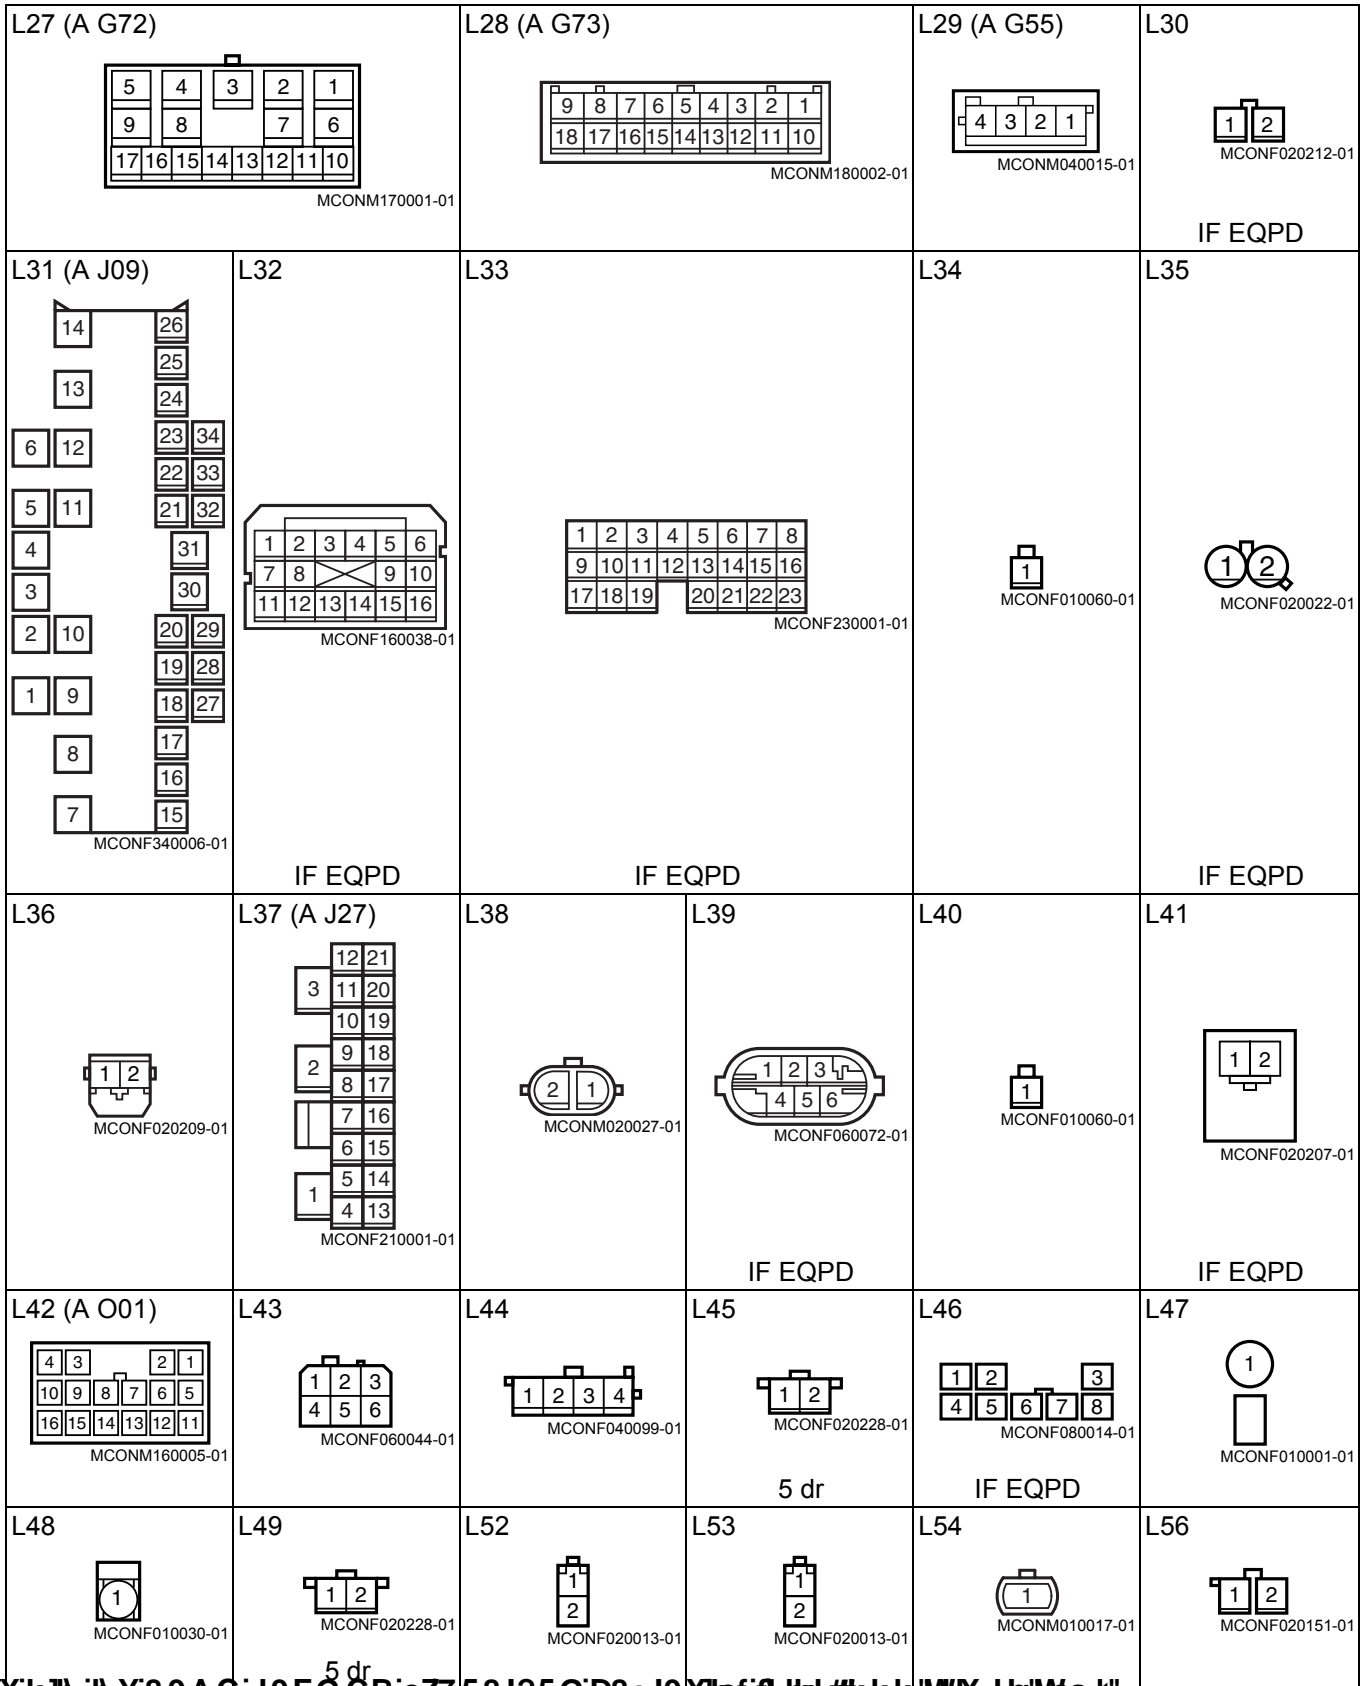 L27 (A G72)
5 4 3 2 1
9 8 7 6
17 16 15 14 13 12 11 10
MCONM170001-01
L28 (A G73)
9 8 7 6 5 4 3 2 1
18 17 16 15 14 13 12 11 10
MCONM180002-01
L29 (A G55)
4 3 2 1
MCONM040015-01
L30
1 2
MCONF020212-01
IF EQPD
L31 (A J09)
14 26
25
13 24
23 34
6 12
22 33
5 11 21 32
4 31
3 30
2 10 20 29
19 28
1 9 18 27
17
8
16
7 15
MCONF340006-01
L32
1 2 3 4 5 6
7 8 9 10
11 12 13 14 15 16
MCONF160038-01
IF EQPD
L33
1 2 3 4 5 6 7 8
9 10 11 12 13 14 15 16
17 18 19 20 21 22 23
MCONF230001-01
IF EQPD
L34
1
MCONF010060-01
L35
1 2
MCONF020022-01
IF EQPD
L36
1 2
MCONF020209-01
L37 (A J27)
12 21
3 11 20
10 19
9 18
2
8 17
7 16
6 15
5 14
1
4 13
MCONF210001-01
L38
2 1
MCONM020027-01
L39
1 2 3
4 5 6
MCONF060072-01
IF EQPD
L40
1
MCONF010060-01
L41
1 2
MCONF020207-01
IF EQPD
L42 (A O01)
4 3 2 1
10 9 8 7 6 5
16 15 14 13 12 11
MCONM160005-01
L43
1 2 3
4 5 6
MCONF060044-01
L44
1 2 3 4
MCONF040099-01
L45
1 2
MCONF020228-01
5 dr
L46
1 2 3
4 5 6 7 8
MCONF080014-01
IF EQPD
L47
1
MCONF010001-01
L48
1
MCONF010030-01
L49
1 2
MCONF020228-01
5 dr
L52
1
2
MCONF020013-01
L53
1
2
MCONF020013-01
L54
1
MCONM010017-01
L56
1 2
MCONF020151-01